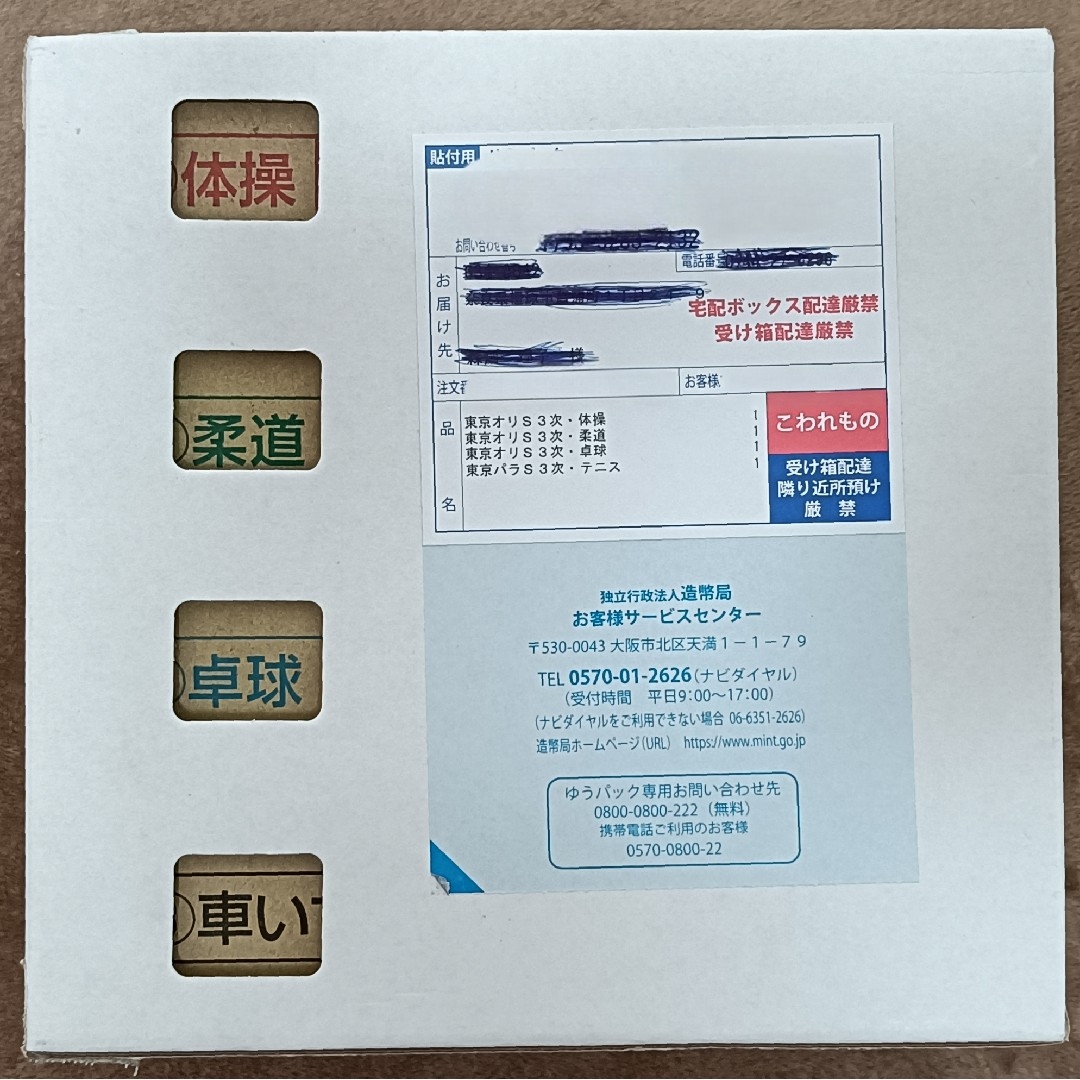 体操
柔道
卓球
車い
貼付用
お問い合わせ
電話番
お届け先
9
宅配ボックス配達厳禁
受け箱配達厳禁
様
注文
お客様
品名
東京オリS3次・体操 1
東京オリS3次・柔道 1
東京オリS3次・卓球 1
東京パラS3次・テニス 1
こわれもの
受け箱配達
隣り近所預け
厳 禁
独立行政法人造幣局
お客様サービスセンター
〒530-0043 大阪市北区天満1-1-79
TEL 0570-01-2626(ナビダイヤル)
(受付時間 平日9:00〜17:00)
(ナビダイヤルをご利用できない場合 06-6351-2626)
造幣局ホームページ(URL) https://www.mint.go.jp
ゆうパック専用お問い合わせ先
0800-0800-222(無料)
携帯電話ご利用のお客様
0570-0800-22